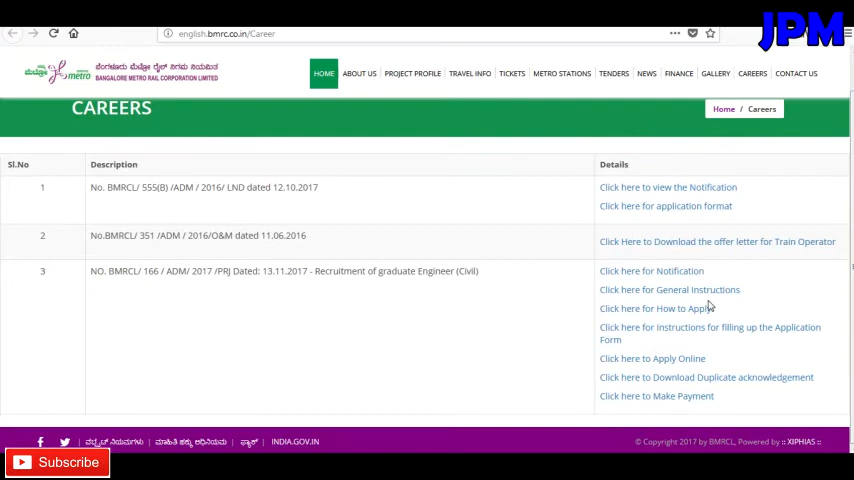 JPM
english.bmrc.co.in/Career
ಬೆಂಗಳೂರು ಮೆಟ್ರೋ ರೈಲ್ ನಿಗಮ ನಿಯಮಿತ
BANGALORE METRO RAIL CORPORATION LIMITED
ನಮ್ಮ metro
HOME ABOUT US PROJECT PROFILE TRAVEL INFO TICKETS METRO STATIONS TENDERS NEWS FINANCE GALLERY CAREERS CONTACT US
CAREERS
Home / Careers
Sl.No Description Details
1 No. BMRCL/ 555(B) /ADM / 2016/ LND dated 12.10.2017 Click here to view the Notification
Click here for application format
2 No.BMRCL/ 351 /ADM / 2016/O&M dated 11.06.2016 Click Here to Download the offer letter for Train Operator
3 NO. BMRCL/ 166 / ADM/ 2017 /PRJ Dated: 13.11.2017 - Recruitment of graduate Engineer (Civil) Click here for Notification
Click here for General Instructions
Click here for How to Apply
Click here for Instructions for filling up the Application
Form
Click here to Apply Online
Click here to Download Duplicate acknowledgement
Click here to Make Payment
| ವೆಬ್ಸೈಟ್ ನಿಯಮಗಳು | ಮಾಹಿತಿ ಹಕ್ಕು ಅಧಿನಿಯಮ | ಫ್ಯಾಕ್ | INDIA.GOV.IN © Copyright 2017 by BMRCL, Powered by :: XIPHIAS ::
Subscribe